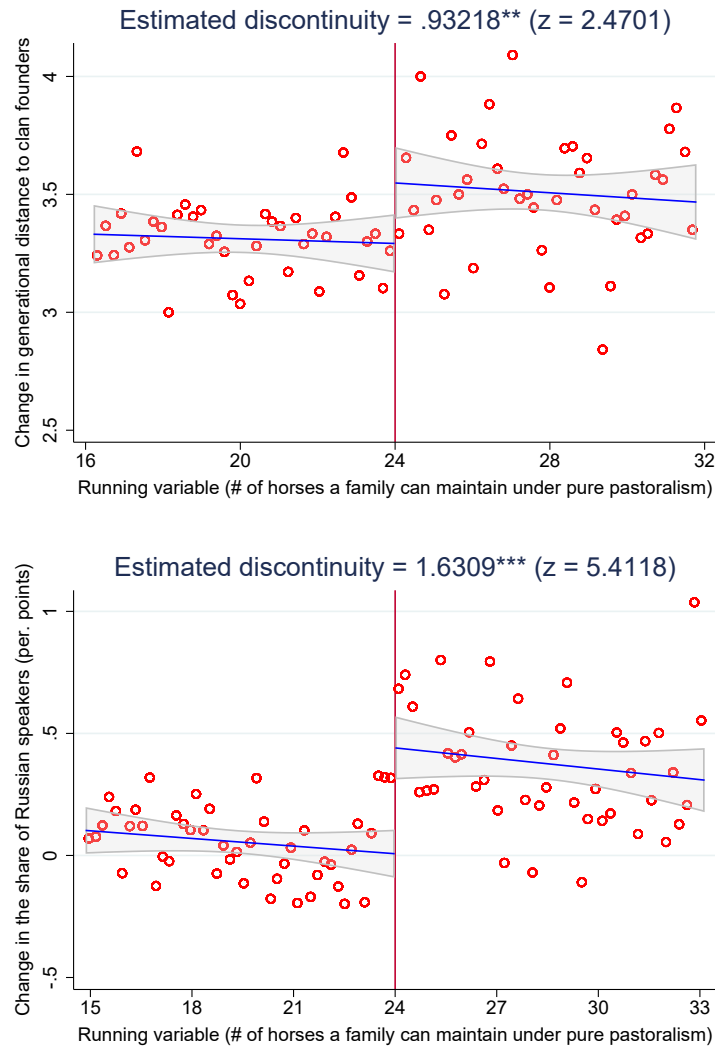 Estimated discontinuity = .93218** (z = 2.4701)
Change in generational distance to clan founders
4
3.5
3
2.5
16 20 24 28 32
Running variable (# of horses a family can maintain under pure pastoralism)
Estimated discontinuity = 1.6309*** (z = 5.4118)
Change in the share of Russian speakers (per. points)
1
.5
0
-.5
15 18 21 24 27 30 33
Running variable (# of horses a family can maintain under pure pastoralism)